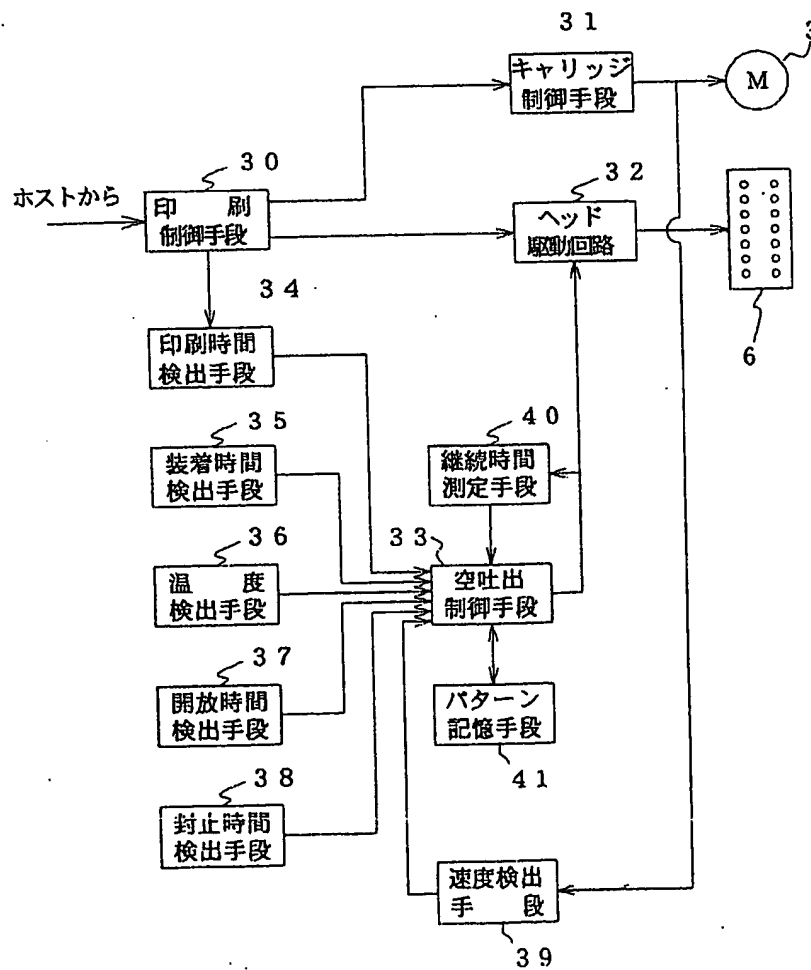 31
キャリッジ
制御手段
M
3
30
ホストから
印 刷
制御手段
32
ヘッド
駆動回路
6
34
印刷時間
検出手段
35
装着時間
検出手段
40
継続時間
測定手段
36
温 度
検出手段
33
空吐出
制御手段
37
開放時間
検出手段
パターン
記憶手段
41
38
封止時間
検出手段
速度検出
手 段
39